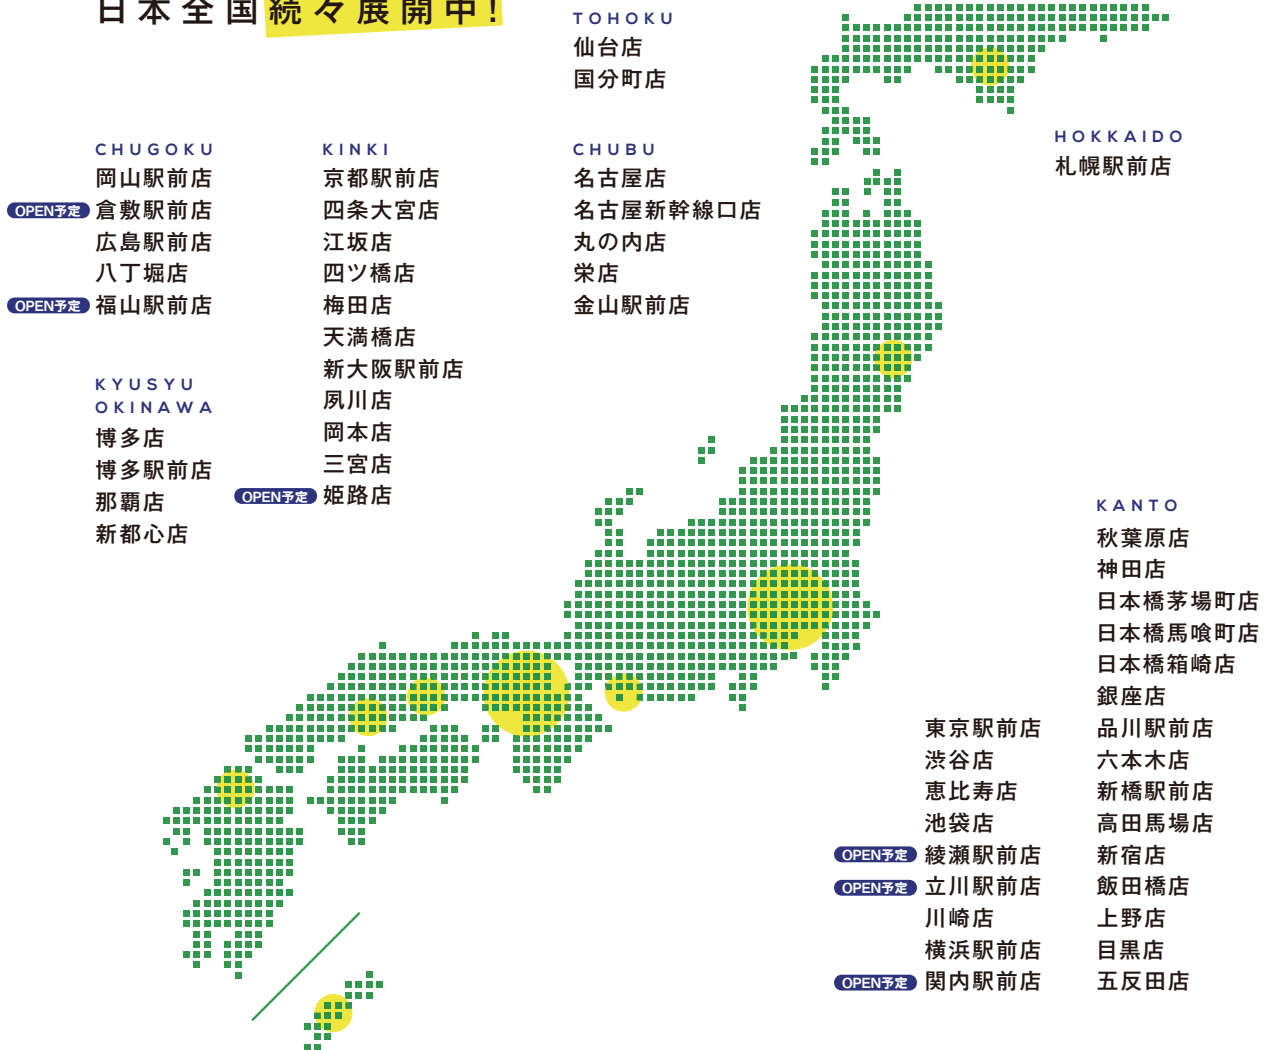 日本全国続々展開中!
TOHOKU
仙台店
国分町店
HOKKAIDO
札幌駅前店
CHUGOKU
岡山駅前店
OPEN予定 倉敷駅前店
広島駅前店
八丁堀店
OPEN予定 福山駅前店
KINKI
京都駅前店
四条大宮店
江坂店
四ツ橋店
梅田店
天満橋店
新大阪駅前店
夙川店
岡本店
三宮店
OPEN予定 姫路店
CHUBU
名古屋店
名古屋新幹線口店
丸の内店
栄店
金山駅前店
KYUSYU
OKINAWA
博多店
博多駅前店
那覇店
新都心店
KANTO
秋葉原店
神田店
日本橋茅場町店
日本橋馬喰町店
日本橋箱崎店
銀座店
品川駅前店
六本木店
新橋駅前店
高田馬場店
新宿店
飯田橋店
上野店
目黒店
五反田店
東京駅前店
渋谷店
恵比寿店
池袋店
OPEN予定 綾瀬駅前店
OPEN予定 立川駅前店
川崎店
横浜駅前店
OPEN予定 関内駅前店